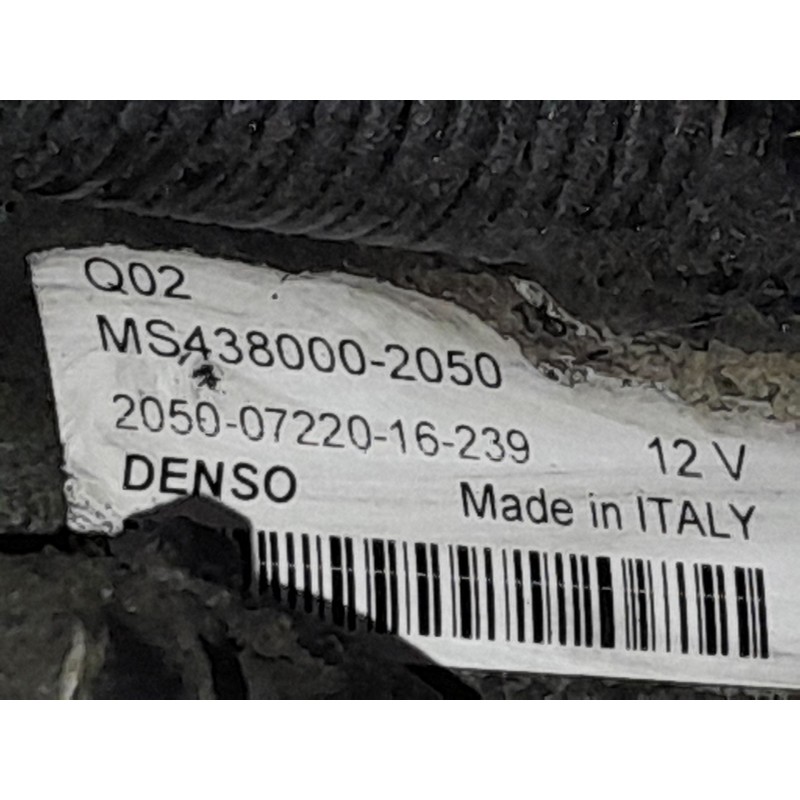 Q02
MS438000-2050
2050-07220-16-239
12 V
DENSO
Made in ITALY